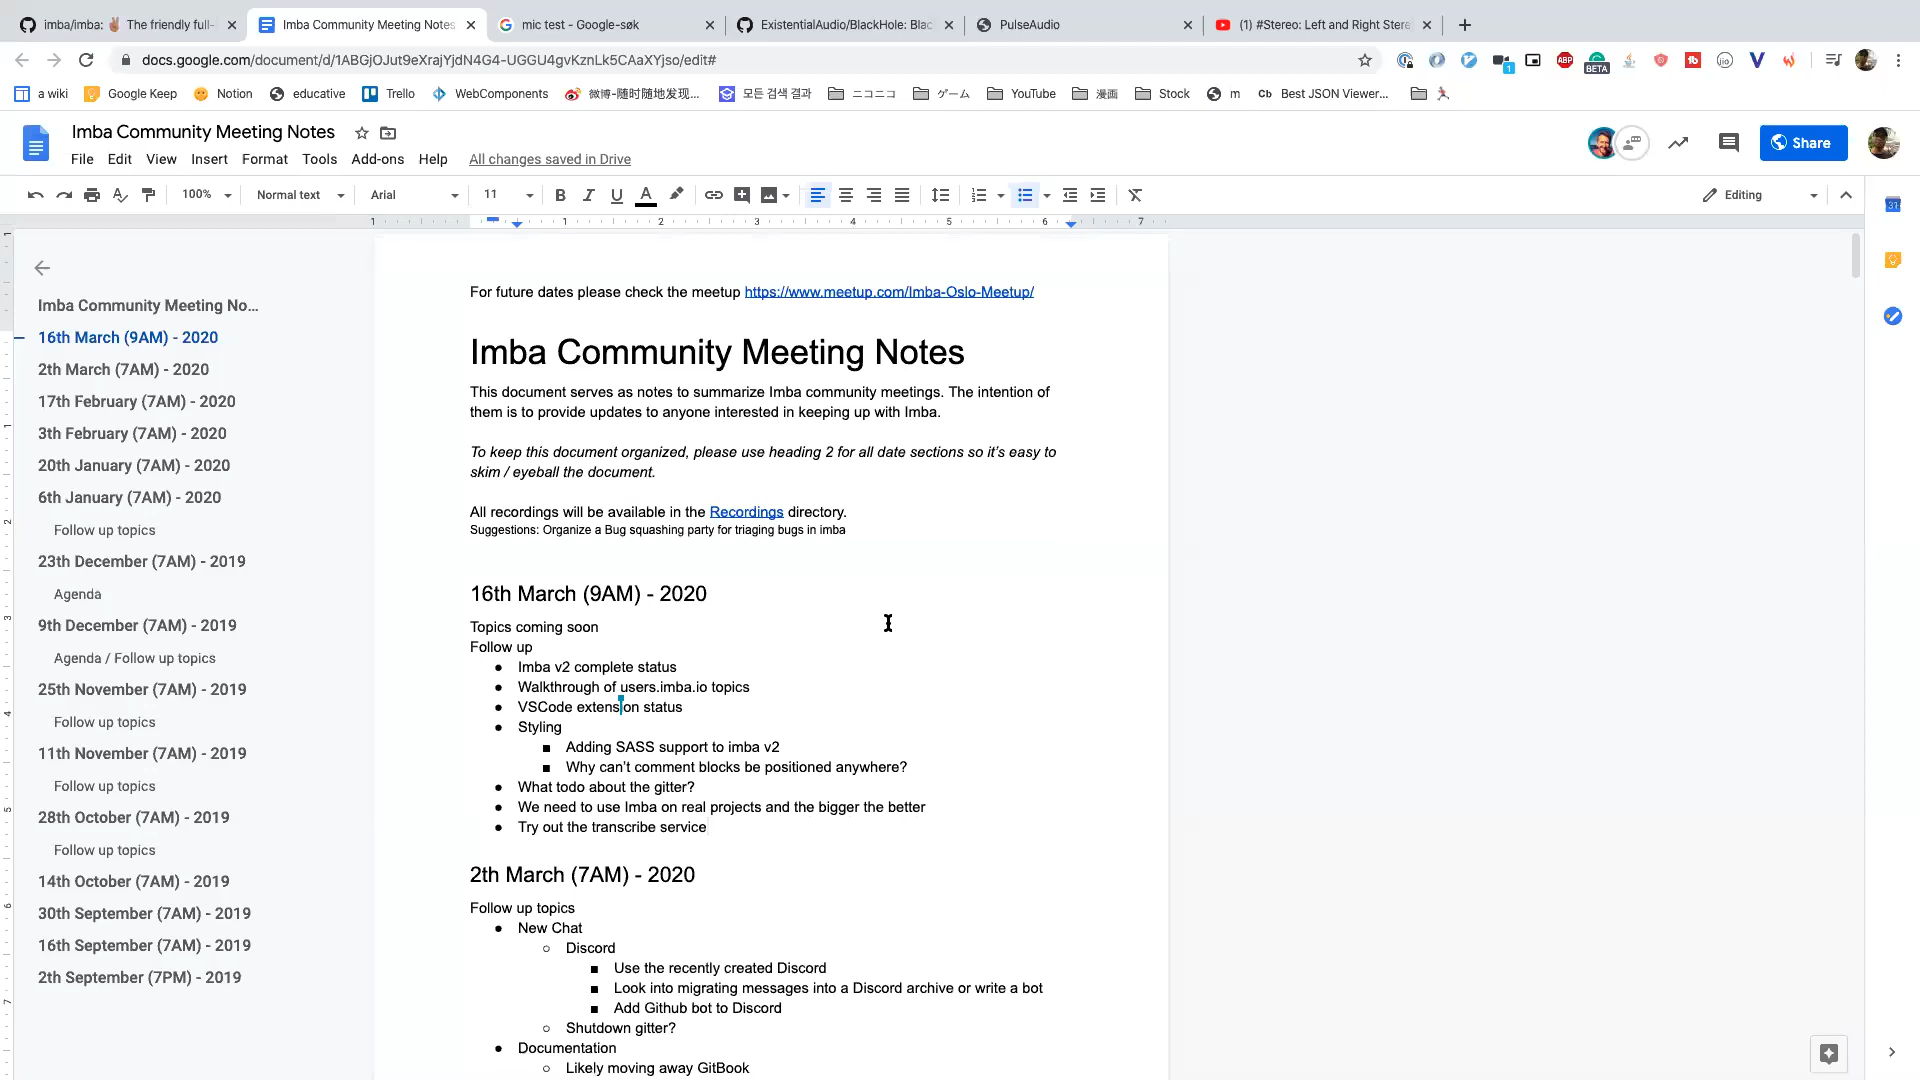 imba/imba: ✌🏽 The friendly full-
Imba Community Meeting Notes
mic test - Google-søk
ExistentialAudio/BlackHole: Blac
PulseAudio
(1) #Stereo: Left and Right Stere
docs.google.com/document/d/1ABGjOJut9eXrajYjdN4G4-UGGU4gvKznLk5CAaXYjso/edit#
1
ABP
BETA
a wiki
Google Keep
Notion
educative
Trello
WebComponents
微博-随时随地发现...
모든 검색 결과
ニコニコ
ゲーム
YouTube
漫画
Stock
m
Cb Best JSON Viewer...
Imba Community Meeting Notes
Share
File Edit View Insert Format Tools Add-ons Help All changes saved in Drive
100% Normal text Arial 11 B I U A Editing
31
1 1 2 3 4 5 6 7
Imba Community Meeting No...
16th March (9AM) - 2020
2th March (7AM) - 2020
17th February (7AM) - 2020
3th February (7AM) - 2020
20th January (7AM) - 2020
6th January (7AM) - 2020
Follow up topics
23th December (7AM) - 2019
Agenda
9th December (7AM) - 2019
Agenda / Follow up topics
25th November (7AM) - 2019
Follow up topics
11th November (7AM) - 2019
Follow up topics
28th October (7AM) - 2019
Follow up topics
14th October (7AM) - 2019
30th September (7AM) - 2019
16th September (7AM) - 2019
2th September (7PM) - 2019
For future dates please check the meetup https://www.meetup.com/Imba-Oslo-Meetup/
Imba Community Meeting Notes
This document serves as notes to summarize Imba community meetings. The intention of
them is to provide updates to anyone interested in keeping up with Imba.
To keep this document organized, please use heading 2 for all date sections so it's easy to
skim / eyeball the document.
All recordings will be available in the Recordings directory.
Suggestions: Organize a Bug squashing party for triaging bugs in imba
16th March (9AM) - 2020
Topics coming soon
Follow up
● Imba v2 complete status
● Walkthrough of users.imba.io topics
● VSCode extension status
● Styling
■ Adding SASS support to imba v2
■ Why can't comment blocks be positioned anywhere?
● What todo about the gitter?
● We need to use Imba on real projects and the bigger the better
● Try out the transcribe service
2th March (7AM) - 2020
Follow up topics
● New Chat
○ Discord
■ Use the recently created Discord
■ Look into migrating messages into a Discord archive or write a bot
■ Add Github bot to Discord
○ Shutdown gitter?
● Documentation
○ Likely moving away GitBook